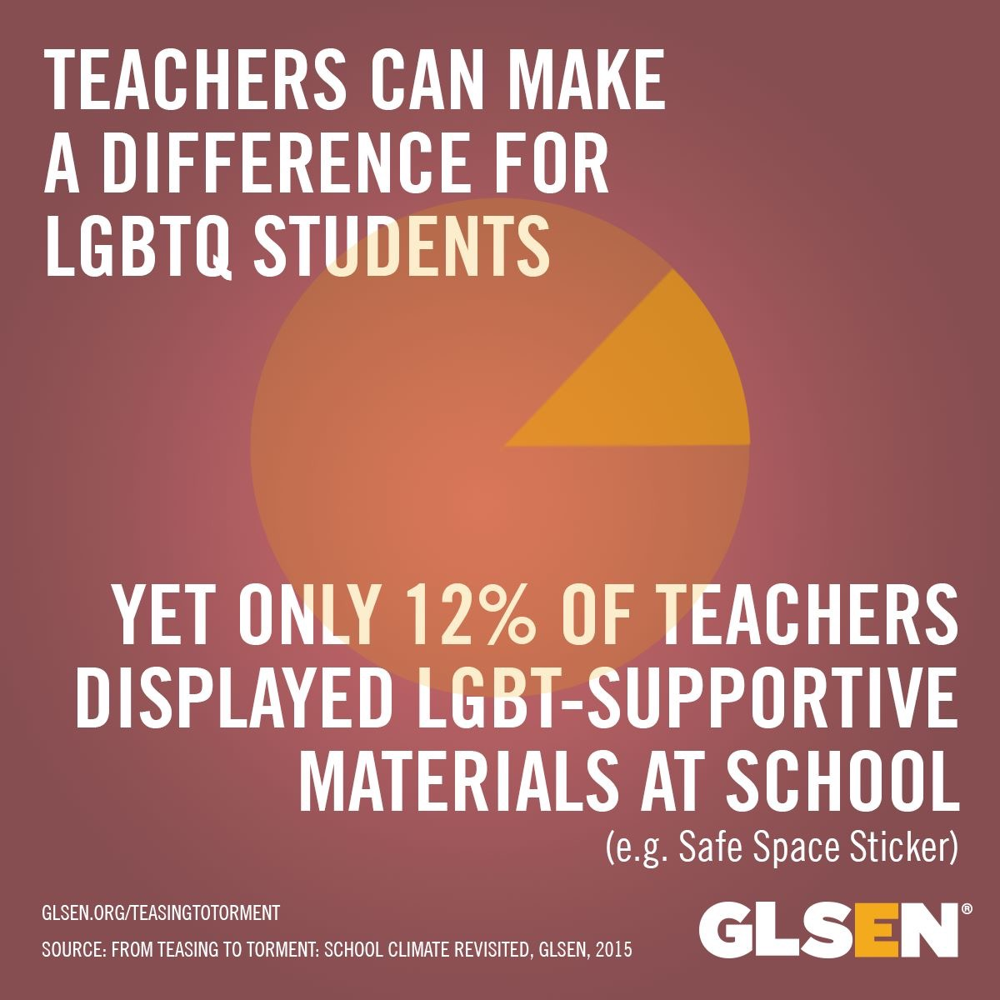 TEACHERS CAN MAKE
A DIFFERENCE FOR
LGBTQ STUDENTS
YET ONLY 12% OF TEACHERS
DISPLAYED LGBT-SUPPORTIVE
MATERIALS AT SCHOOL
(e.g. Safe Space Sticker)
GLSEN.ORG/TEASINGTOTORMENT
SOURCE: FROM TEASING TO TORMENT: SCHOOL CLIMATE REVISITED, GLSEN, 2015
GLSEN®